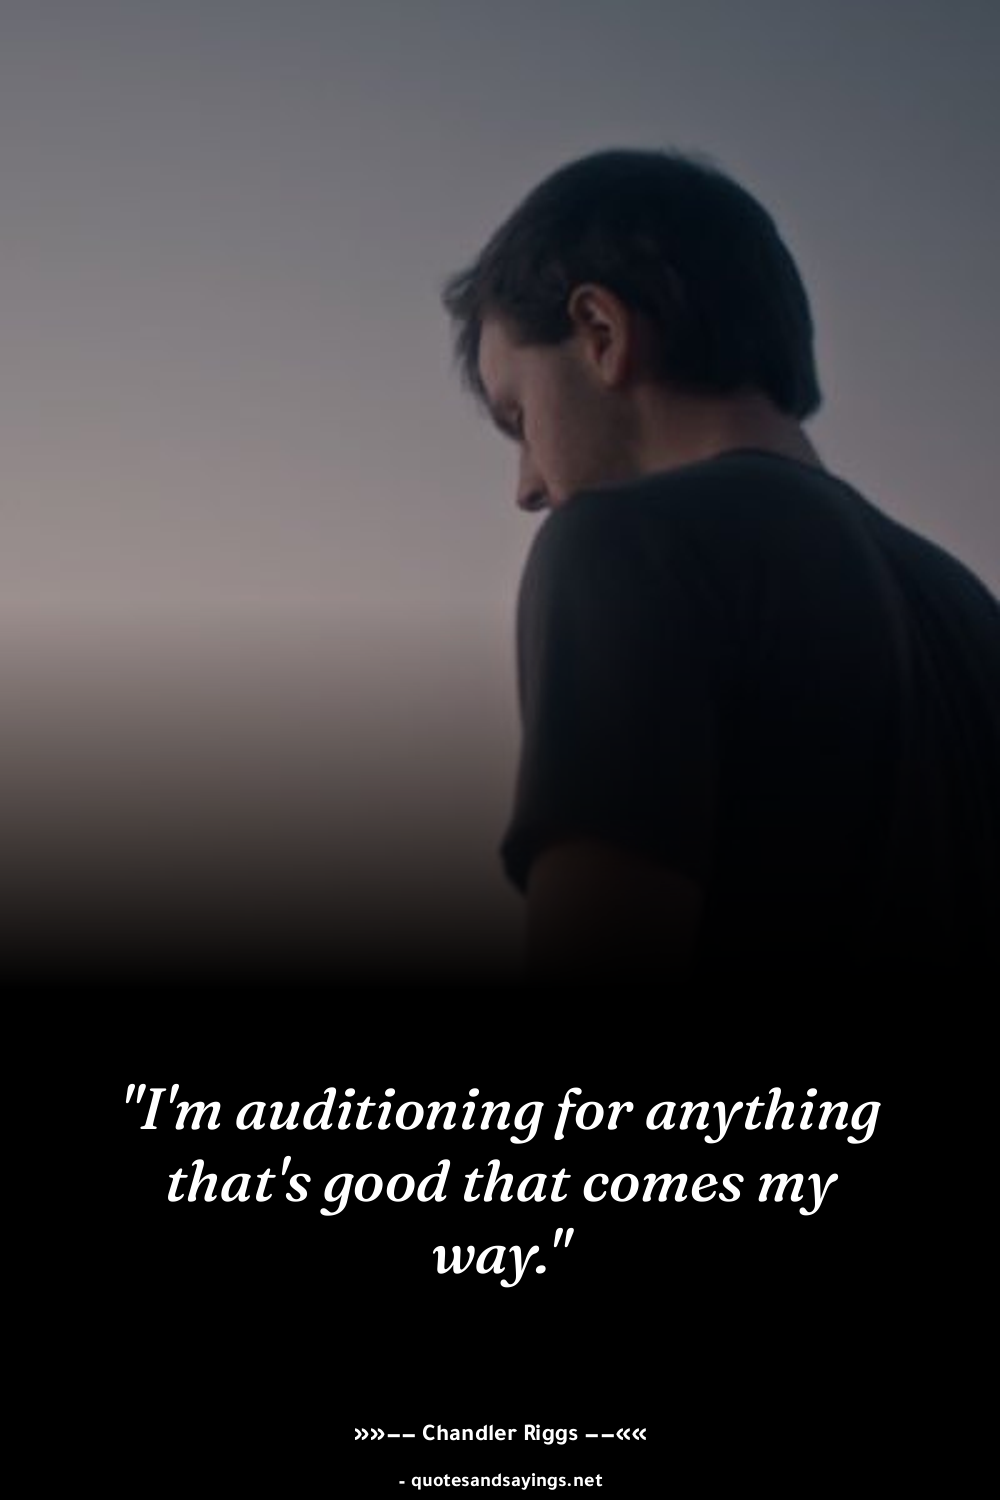 "I'm auditioning for anything
that's good that comes my
way."
»»−− Chandler Riggs −−««
- quotesandsayings.net